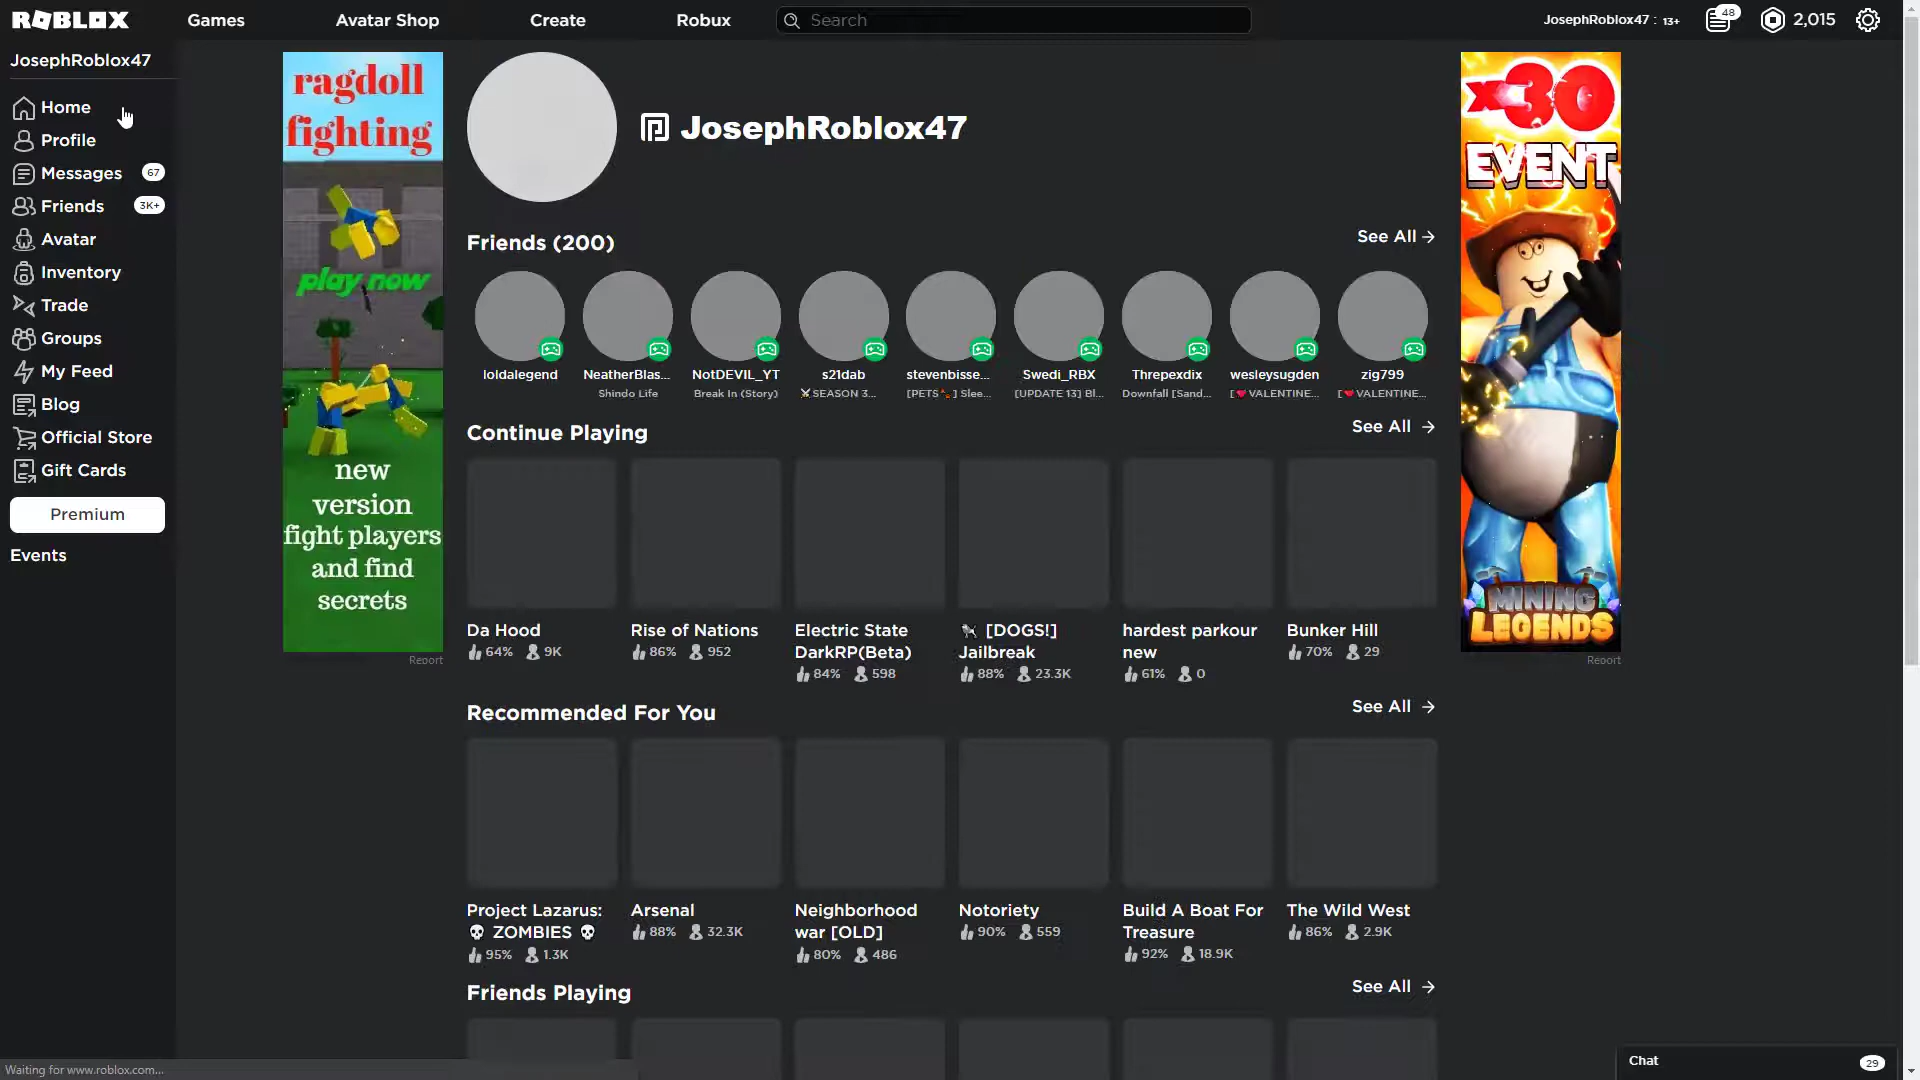 ROBLOX
Games
Avatar Shop
Create
Robux
Search
JosephRoblox47 : 13+
48
2,015
JosephRoblox47
Home
Profile
Messages
67
Friends
3K+
Avatar
Inventory
Trade
Groups
My Feed
Blog
Official Store
Gift Cards
Premium
Events
ragdoll
fighting
play now
new
version
fight players
and find
secrets
Report
JosephRoblox47
Friends (200)
See All
loldalegend
NeatherBlas...
Shindo Life
NotDEVIL_YT
Break In (Story)
s21dab
SEASON 3...
stevenbisse...
[PETS] Slee...
Swedi_RBX
[UPDATE 13] Bl...
Threpexdix
Downfall [Sand...
wesleysugden
[❤️VALENTINE...
zig799
[❤️VALENTINE...
Continue Playing
See All
Da Hood
64% 9K
Rise of Nations
86% 952
Electric State
DarkRP(Beta)
84% 598
🐕 [DOGS!]
Jailbreak
88% 23.3K
hardest parkour
new
61% 0
Bunker Hill
70% 29
Recommended For You
See All
Project Lazarus:
💀 ZOMBIES 💀
95% 1.3K
Arsenal
88% 32.3K
Neighborhood
war [OLD]
80% 486
Notoriety
90% 559
Build A Boat For
Treasure
92% 18.9K
The Wild West
86% 2.9K
Friends Playing
See All
x30
EVENT
MINING
LEGENDS
Report
Chat
29
Waiting for www.roblox.com...